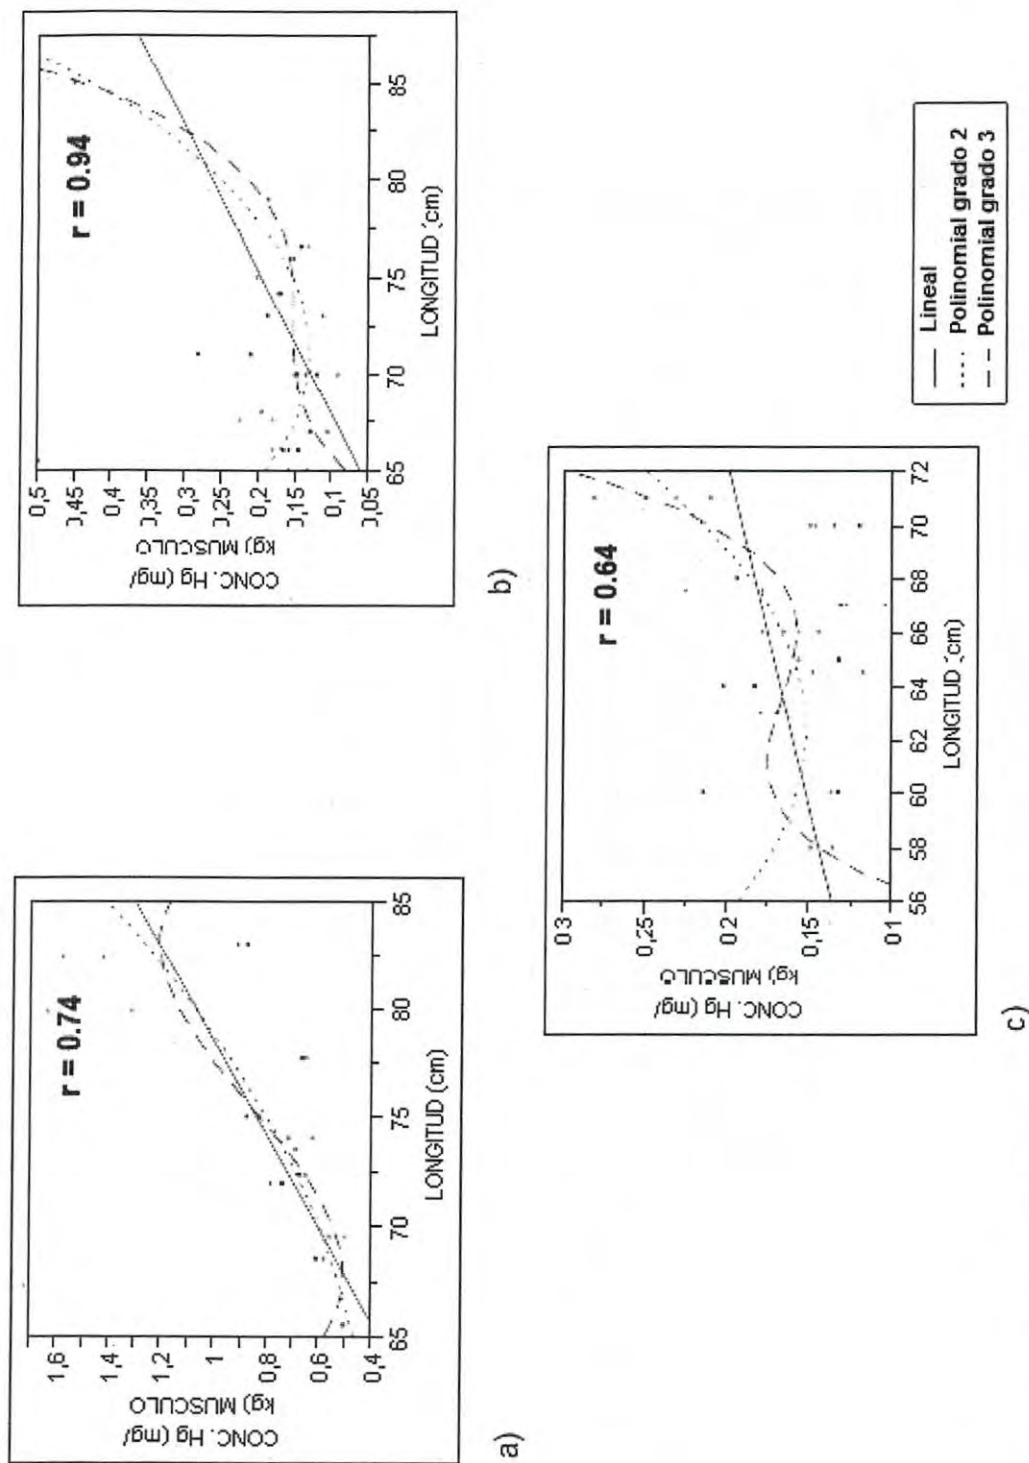 r = 0.74
CONC. Hg (mg/
kg) MUSCULO
1,6
1,4
1,2
1
0,8
0,6
0,4
65
70
75
80
85
LONGITUD (cm)
a)
r = 0.94
CONC. Hg (mg/
kg) MUSCULO
0,5
0,45
0,4
0,35
0,3
0,25
0,2
0,15
0,1
0,05
65
70
75
80
85
LONGITUD (cm)
b)
r = 0.64
CONC. Hg (mg/
kg) MUSCULO
0,3
0,25
0,2
0,15
0,1
56
58
60
62
64
66
68
70
72
LONGITUD (cm)
c)
Lineal
Polinomial grado 2
Polinomial grado 3